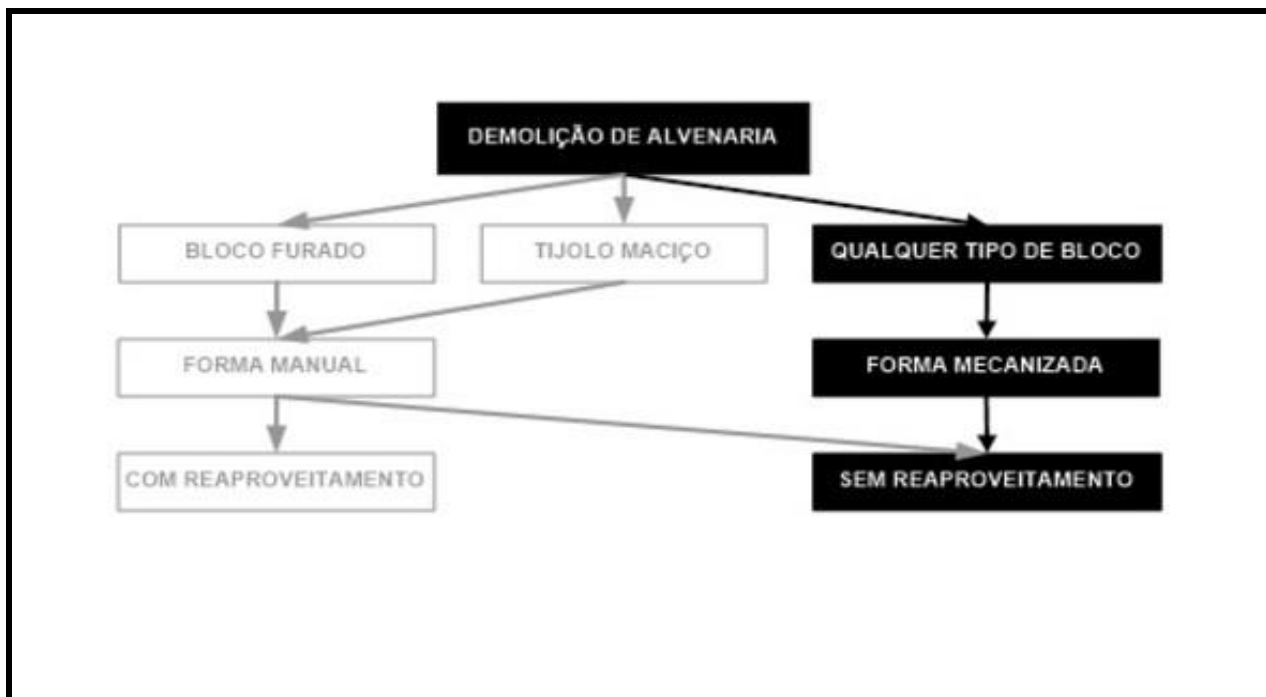 DEMOLIÇÃO DE ALVENARIA
BLOCO FURADO
TIJOLO MACIÇO
QUALQUER TIPO DE BLOCO
FORMA MANUAL
FORMA MECANIZADA
COM REAPROVEITAMENTO
SEM REAPROVEITAMENTO